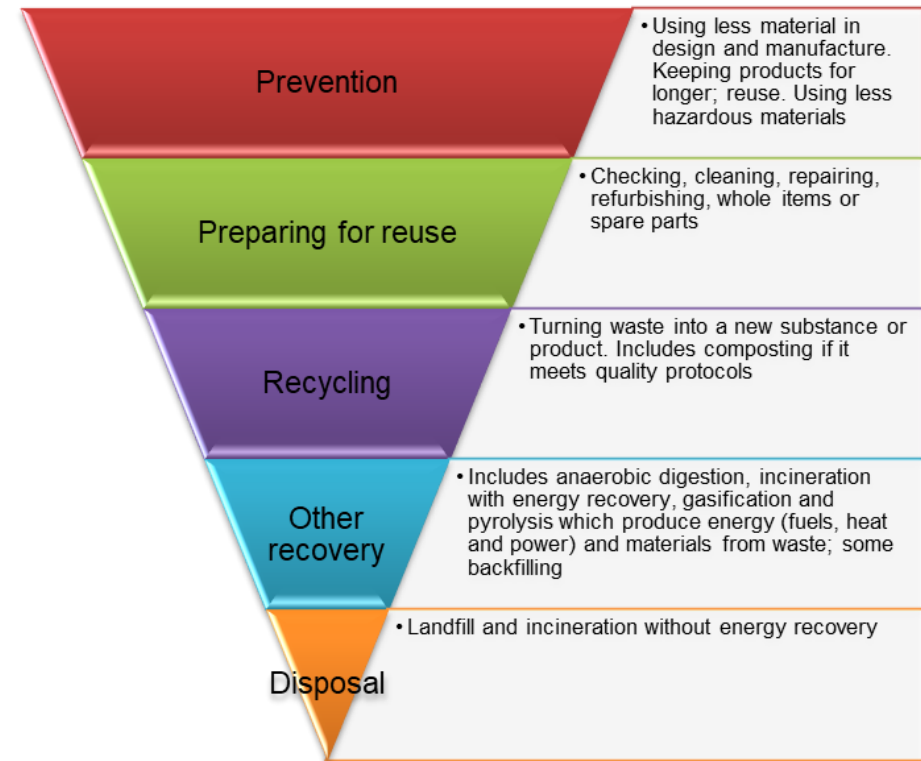 Prevention
• Using less material in
design and manufacture.
Keeping products for
longer; reuse. Using less
hazardous materials
Preparing for reuse
• Checking, cleaning, repairing,
refurbishing, whole items or
spare parts
Recycling
• Turning waste into a new substance or
product. Includes composting if it
meets quality protocols
Other
recovery
• Includes anaerobic digestion, incineration
with energy recovery, gasification and
pyrolysis which produce energy (fuels, heat
and power) and materials from waste; some
backfilling
Disposal
• Landfill and incineration without energy recovery